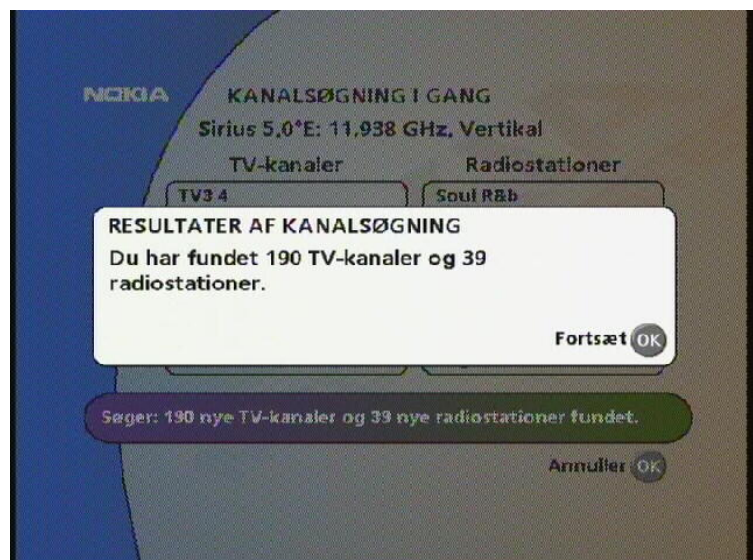 NOKIA
KANALSØGNING I GANG
Sirius 5,0°E: 11,938 GHz, Vertikal
TV-kanaler
Radiostationer
TV3 4
Soul R&b
RESULTATER AF KANALSØGNING
Du har fundet 190 TV-kanaler og 39
radiostationer.
Fortsæt OK
Søger: 190 nye TV-kanaler og 39 nye radiostationer fundet.
Annuller OK